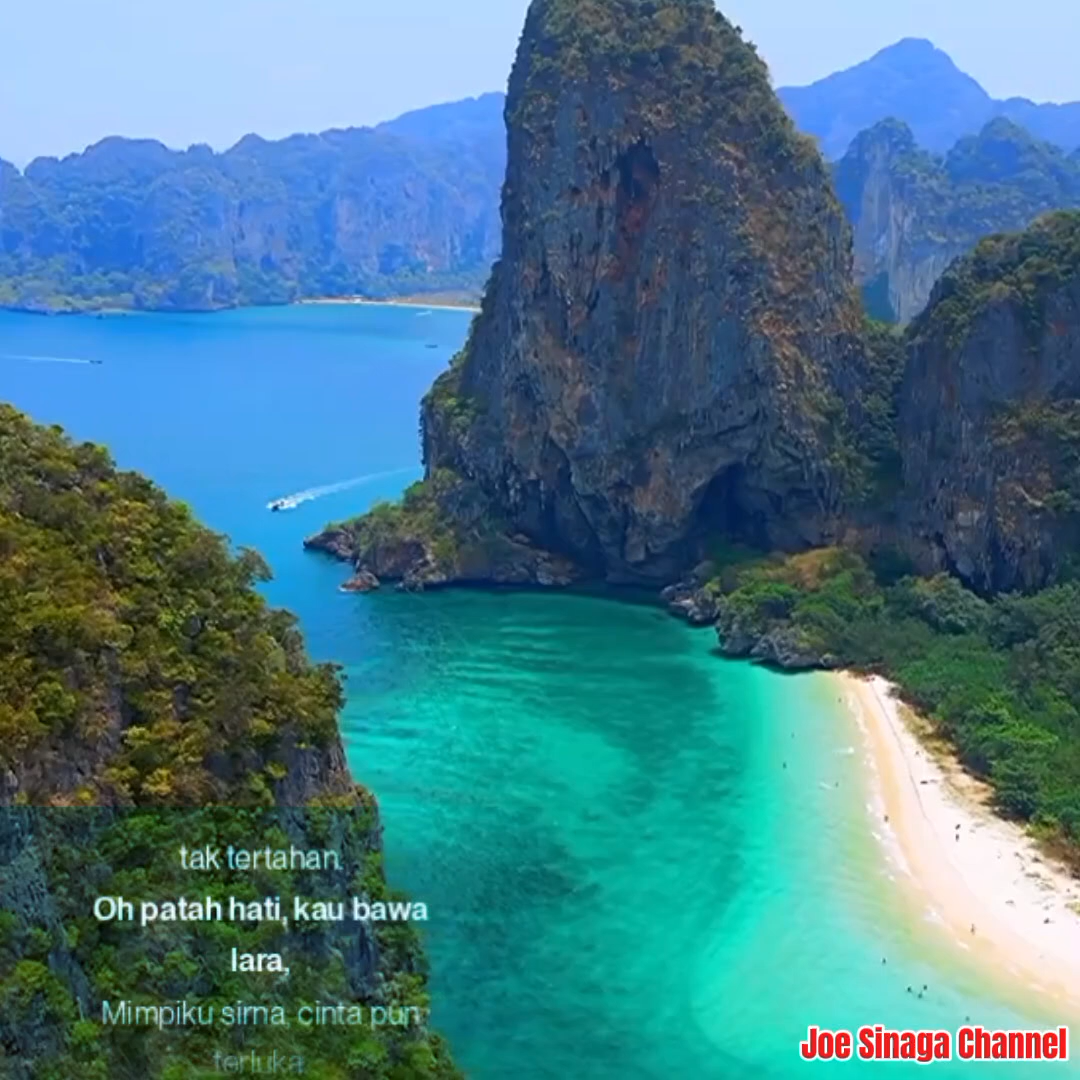 tak tertahan.
Oh patah hati, kau bawa
lara,
Mimpiku sirna cinta pun
terluka
Joe Sinaga Channel